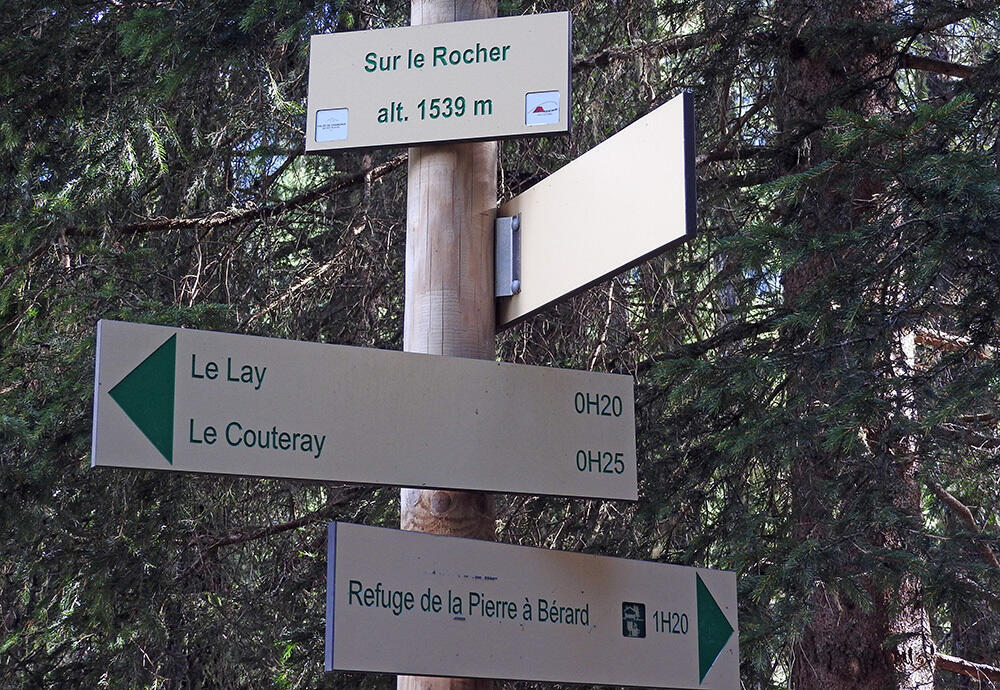 Sur le Rocher
alt. 1539 m
Le Lay 0H20
Le Couteray 0H25
Refuge de la Pierre à Bérard 1H20